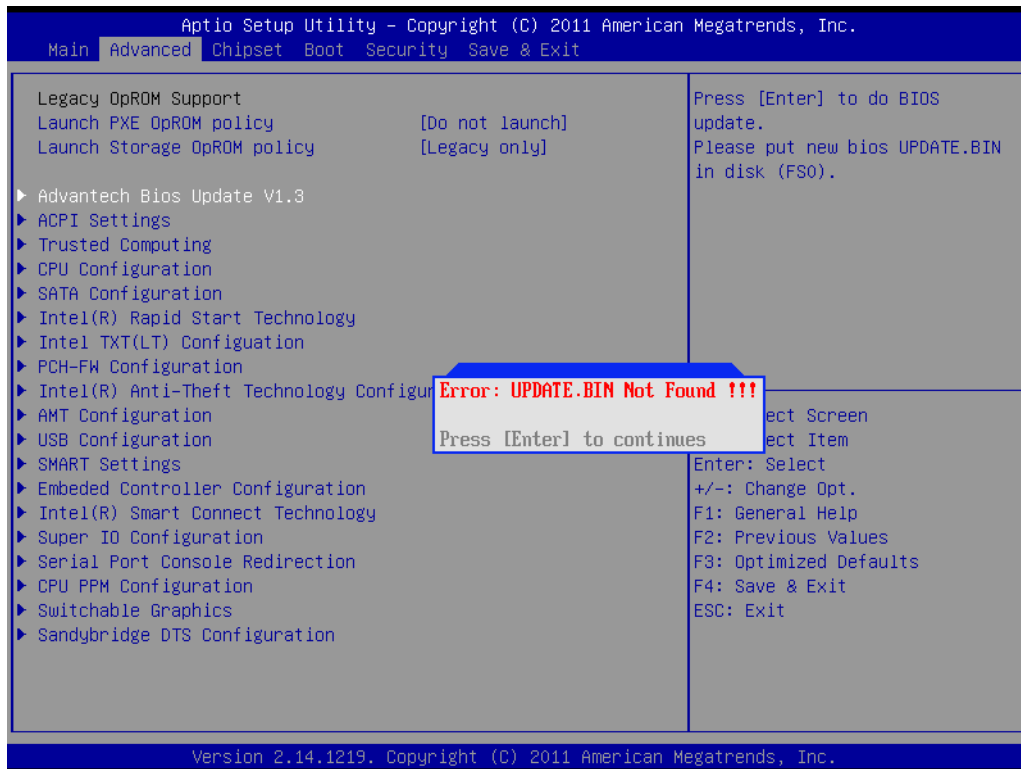 Aptio Setup Utility – Copyright (C) 2011 American Megatrends, Inc.
Main Advanced Chipset Boot Security Save & Exit
Legacy OpROM Support
Launch PXE OpROM policy [Do not launch]
Launch Storage OpROM policy [Legacy only]
Advantech Bios Update V1.3
ACPI Settings
Trusted Computing
CPU Configuration
SATA Configuration
Intel(R) Rapid Start Technology
Intel TXT(LT) Configuation
PCH-FW Configuration
Intel(R) Anti-Theft Technology Configur
AMT Configuration
USB Configuration
SMART Settings
Embeded Controller Configuration
Intel(R) Smart Connect Technology
Super IO Configuration
Serial Port Console Redirection
CPU PPM Configuration
Switchable Graphics
Sandybridge DTS Configuration
Press [Enter] to do BIOS
update.
Please put new bios UPDATE.BIN
in disk (FS0).
Error: UPDATE.BIN Not Found !!!
Press [Enter] to continues
ect Screen
ect Item
Enter: Select
+/-: Change Opt.
F1: General Help
F2: Previous Values
F3: Optimized Defaults
F4: Save & Exit
ESC: Exit
Version 2.14.1219. Copyright (C) 2011 American Megatrends, Inc.